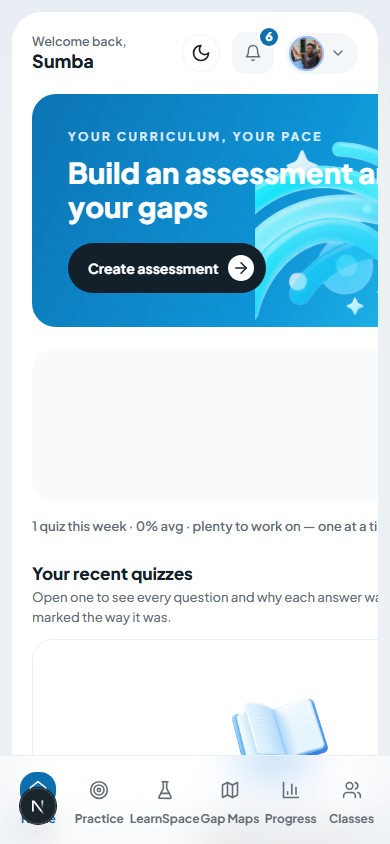 Welcome back,
Sumba
6
YOUR CURRICULUM, YOUR PACE
Build an assessment a
your gaps
Create assessment
1 quiz this week · 0% avg · plenty to work on — one at a ti
Your recent quizzes
Open one to see every question and why each answer wa
marked the way it was.
N
Practice
LearnSpace
Gap Maps
Progress
Classes